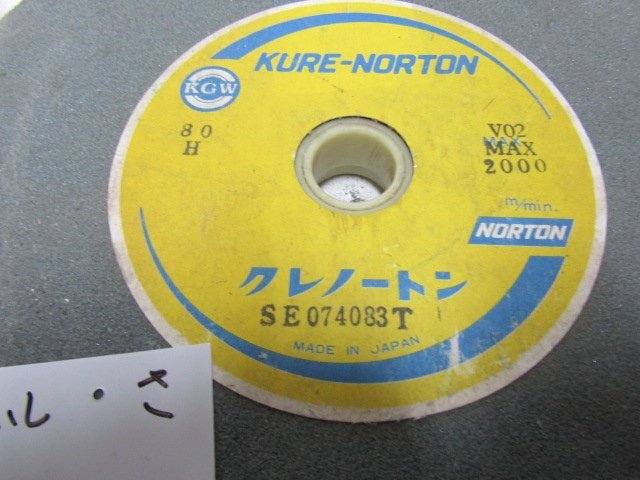 KURE-NORTON
KGW
80
H
V02
MAX
MAX
2000
m/min.
NORTON
クレノートン
SE074083T
MADE IN JAPAN
ル・さ